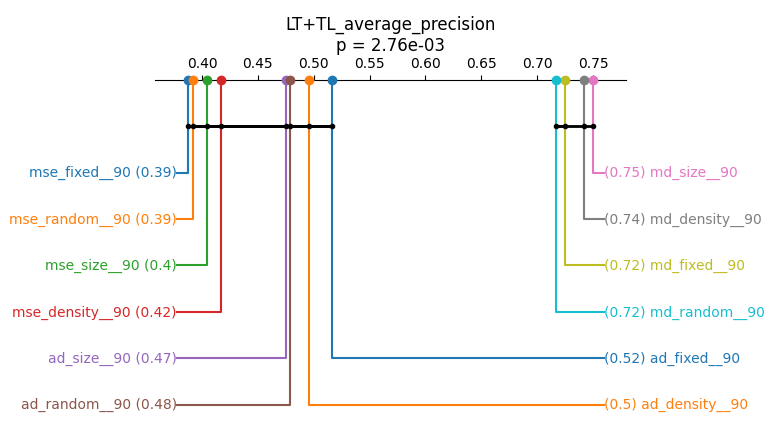 LT+TL_average_precision
p = 2.76e-03
0.40 0.45 0.50 0.55 0.60 0.65 0.70 0.75
mse_fixed__90 (0.39) (0.75) md_size__90
mse_random__90 (0.39) (0.74) md_density__90
mse_size__90 (0.4) (0.72) md_fixed__90
mse_density__90 (0.42) (0.72) md_random__90
ad_size__90 (0.47) (0.52) ad_fixed__90
ad_random__90 (0.48) (0.5) ad_density__90